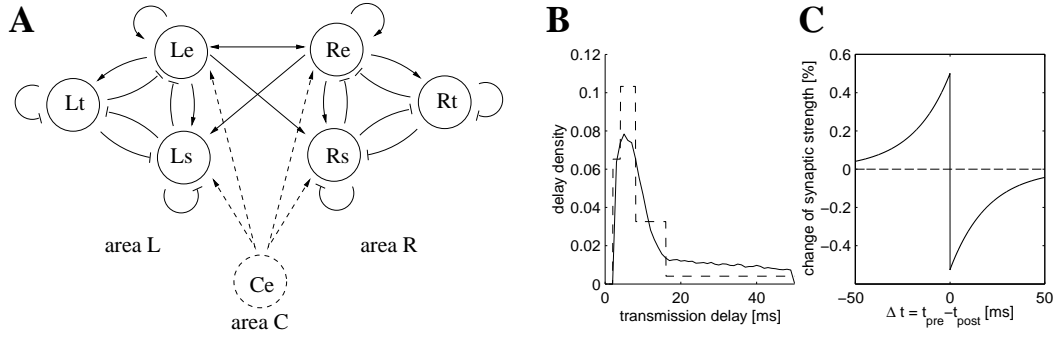 A
Le
Re
Lt
Rt
Ls
Rs
area L
area R
Ce
area C
B
0.12
0.1
0.08
0.06
0.04
0.02
0
delay density
0
20
40
transmission delay [ms]
C
0.6
0.4
0.2
0
−0.2
−0.4
change of synaptic strength [%]
−50
0
50
Δ t = t_pre−t_post [ms]